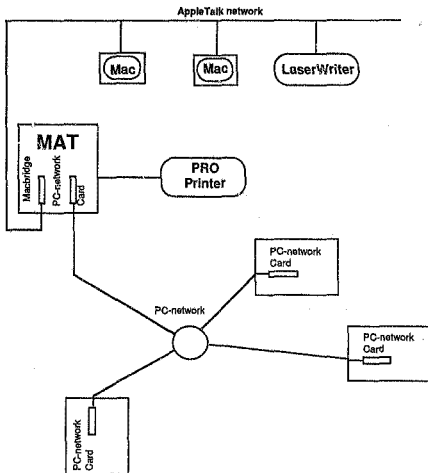 AppleTalk network
Mac
Mac
LaserWriter
MAT
Macbridge
PC-network
Card
PRO
Printer
PC-network
PC-network
Card
PC-network
Card
PC-network
Card